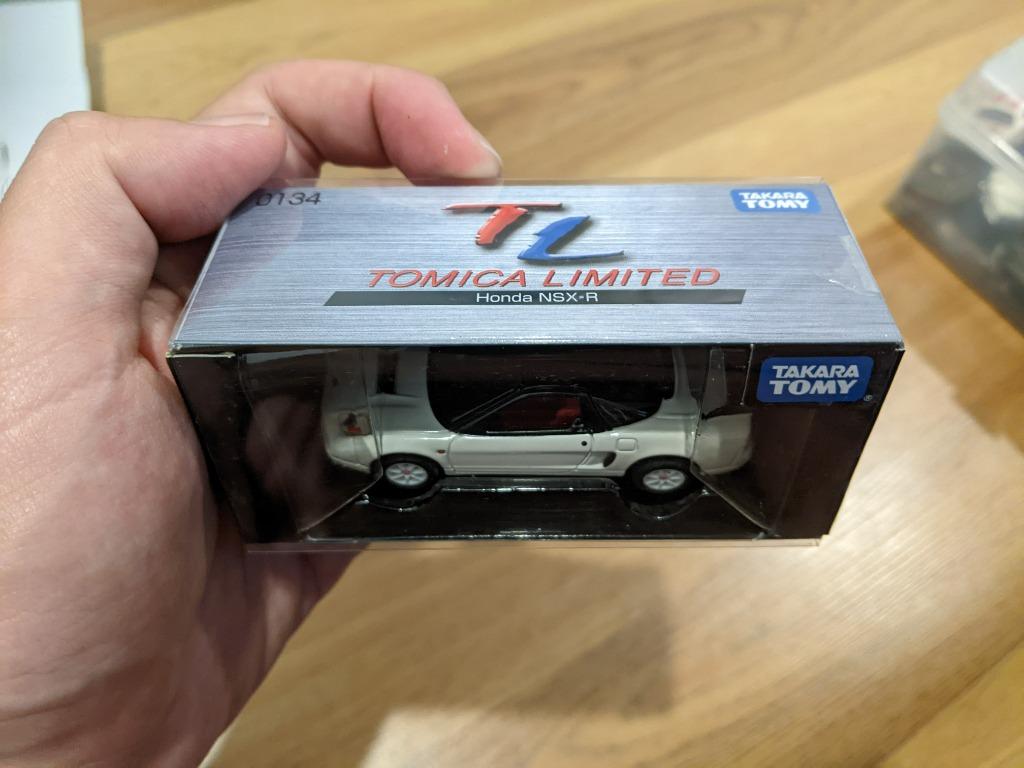 0134
TAKARA
TOMY
TL
TOMICA LIMITED
Honda NSX-R
TAKARA
TOMY®